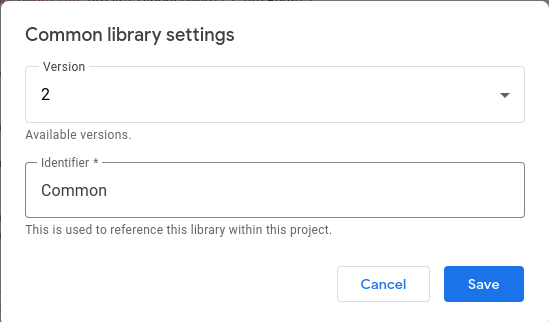 Common library settings
Version
2
Available versions.
Identifier *
Common
This is used to reference this library within this project.
Cancel Save